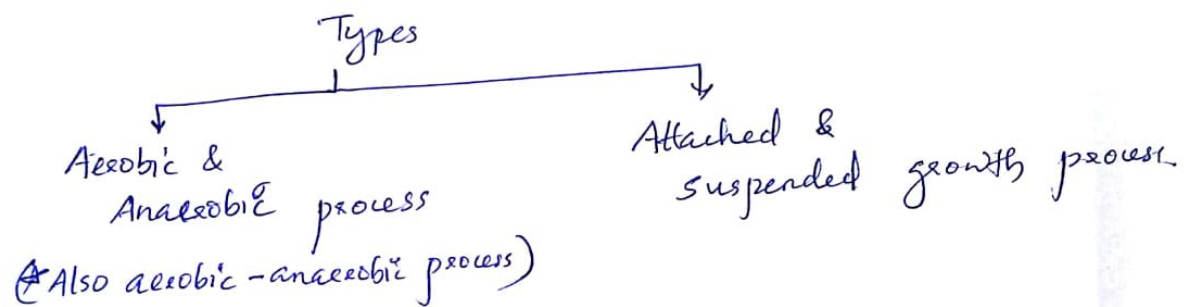 Types
Aerobic &
Anaerobic process
(*Also aerobic-anaerobic process)
Attached &
suspended growth process